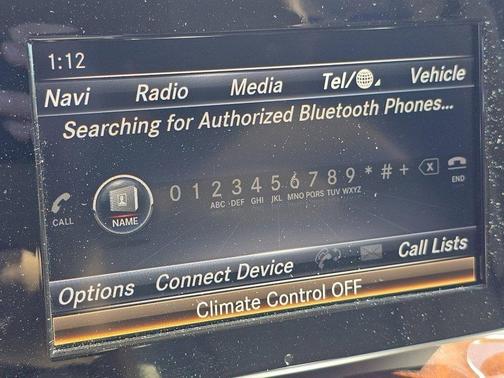 1:12
Navi Radio Media Tel/ Vehicle
Searching for Authorized Bluetooth Phones...
0 1 2 3 4 5 6 7 8 9 * # + X
ABC DEF GHI JKL MNO PQRS TUV WXYZ
CALL NAME END
Options Connect Device Call Lists
Climate Control OFF